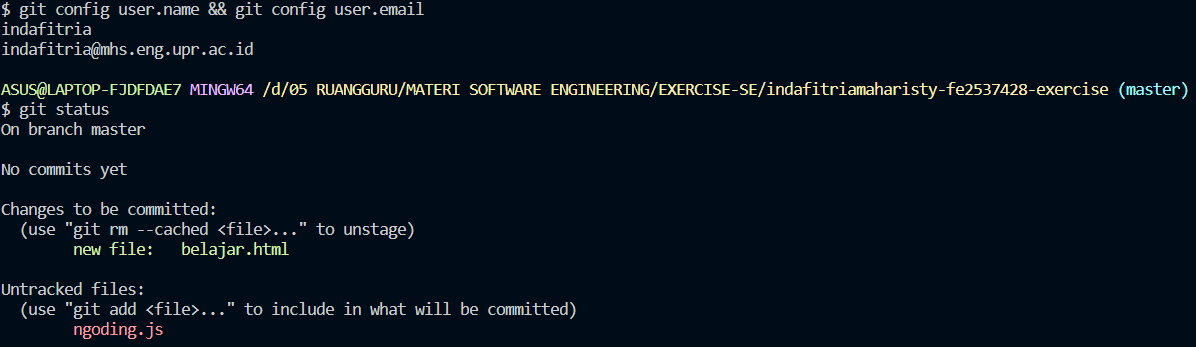 $ git config user.name && git config user.email
indafitria
indafitria@mhs.eng.upr.ac.id
ASUS@LAPTOP-FJDFDAE7 MINGW64 /d/05 RUANGGURU/MATERI SOFTWARE ENGINEERING/EXERCISE-SE/indafitriamaharisty-fe2537428-exercise (master)
$ git status
On branch master
No commits yet
Changes to be committed:
  (use "git rm --cached <file>..." to unstage)
        new file:   belajar.html
Untracked files:
  (use "git add <file>..." to include in what will be committed)
        ngoding.js